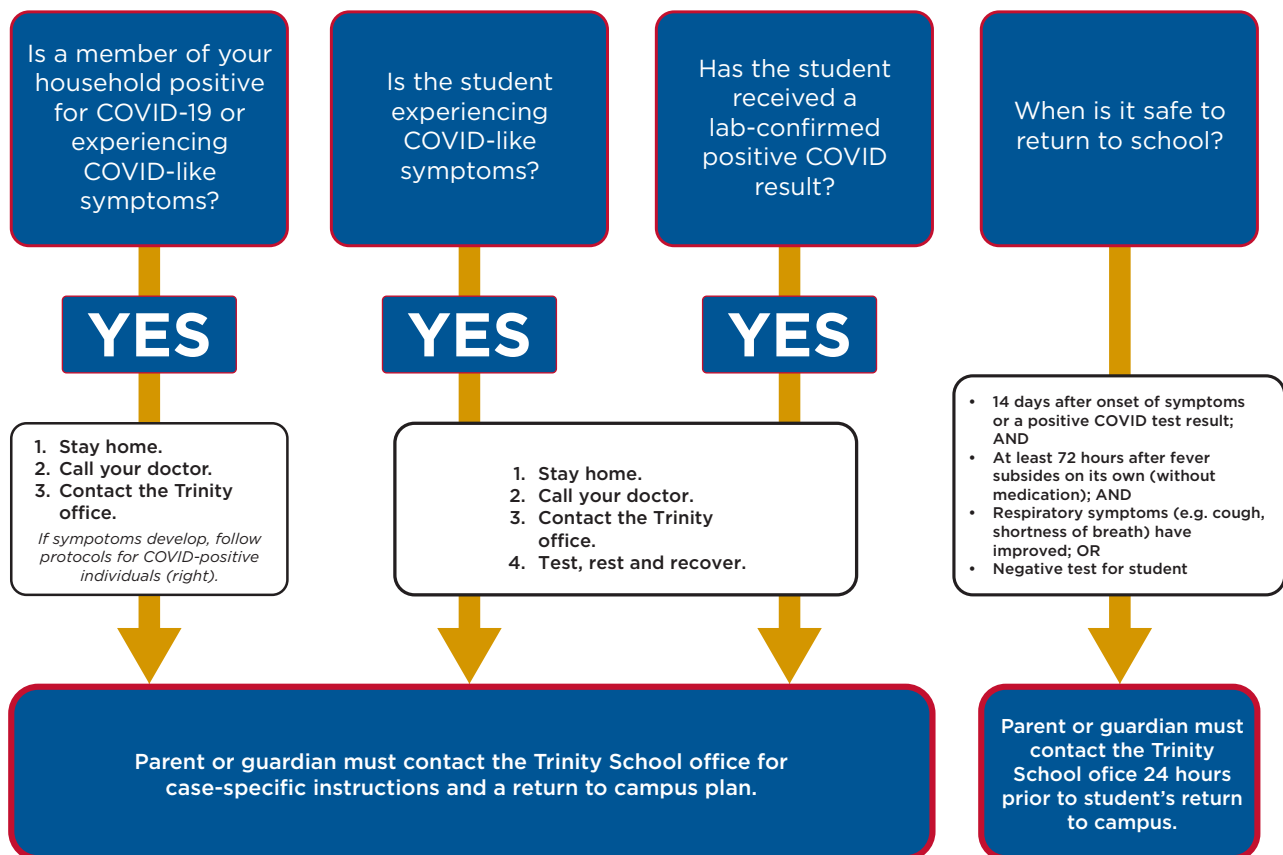 Is a member of your
household positive
for COVID-19 or
experiencing
COVID-like
symptoms?
YES
1. Stay home.
2. Call your doctor.
3. Contact the Trinity
office.
If sympotoms develop, follow
protocols for COVID-positive
individuals (right).
Is the student
experiencing
COVID-like
symptoms?
YES
Has the student
received a
lab-confirmed
positive COVID
result?
YES
1. Stay home.
2. Call your doctor.
3. Contact the Trinity
office.
4. Test, rest and recover.
Parent or guardian must contact the Trinity School office for
case-specific instructions and a return to campus plan.
When is it safe to
return to school?
• 14 days after onset of symptoms
or a positive COVID test result;
AND
• At least 72 hours after fever
subsides on its own (without
medication); AND
• Respiratory symptoms (e.g. cough,
shortness of breath) have
improved; OR
• Negative test for student
Parent or guardian must
contact the Trinity
School ofice 24 hours
prior to student's return
to campus.